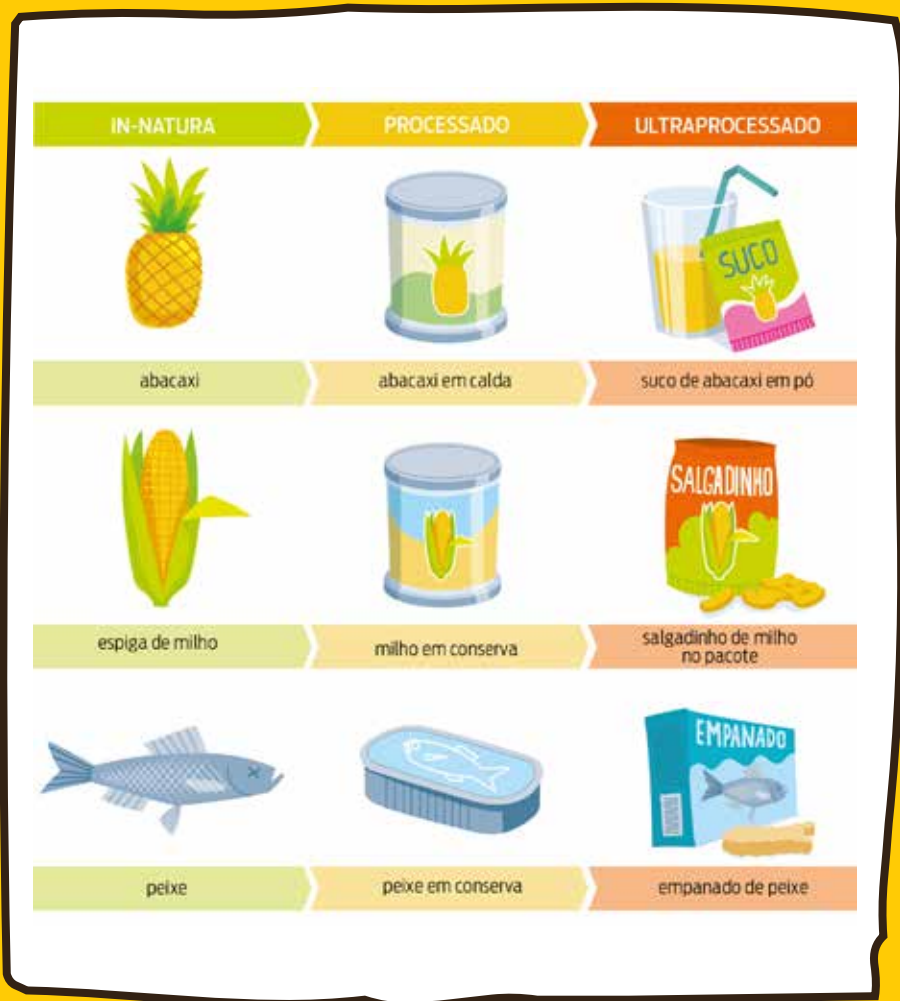 IN-NATURA PROCESSADO ULTRAPROCESSADO
SUCO
abacaxi abacaxi em calda suco de abacaxi em pó
SALGADINHO
espiga de milho milho em conserva salgadinho de milho
no pacote
EMPANADO
peixe peixe em conserva empanado de peixe